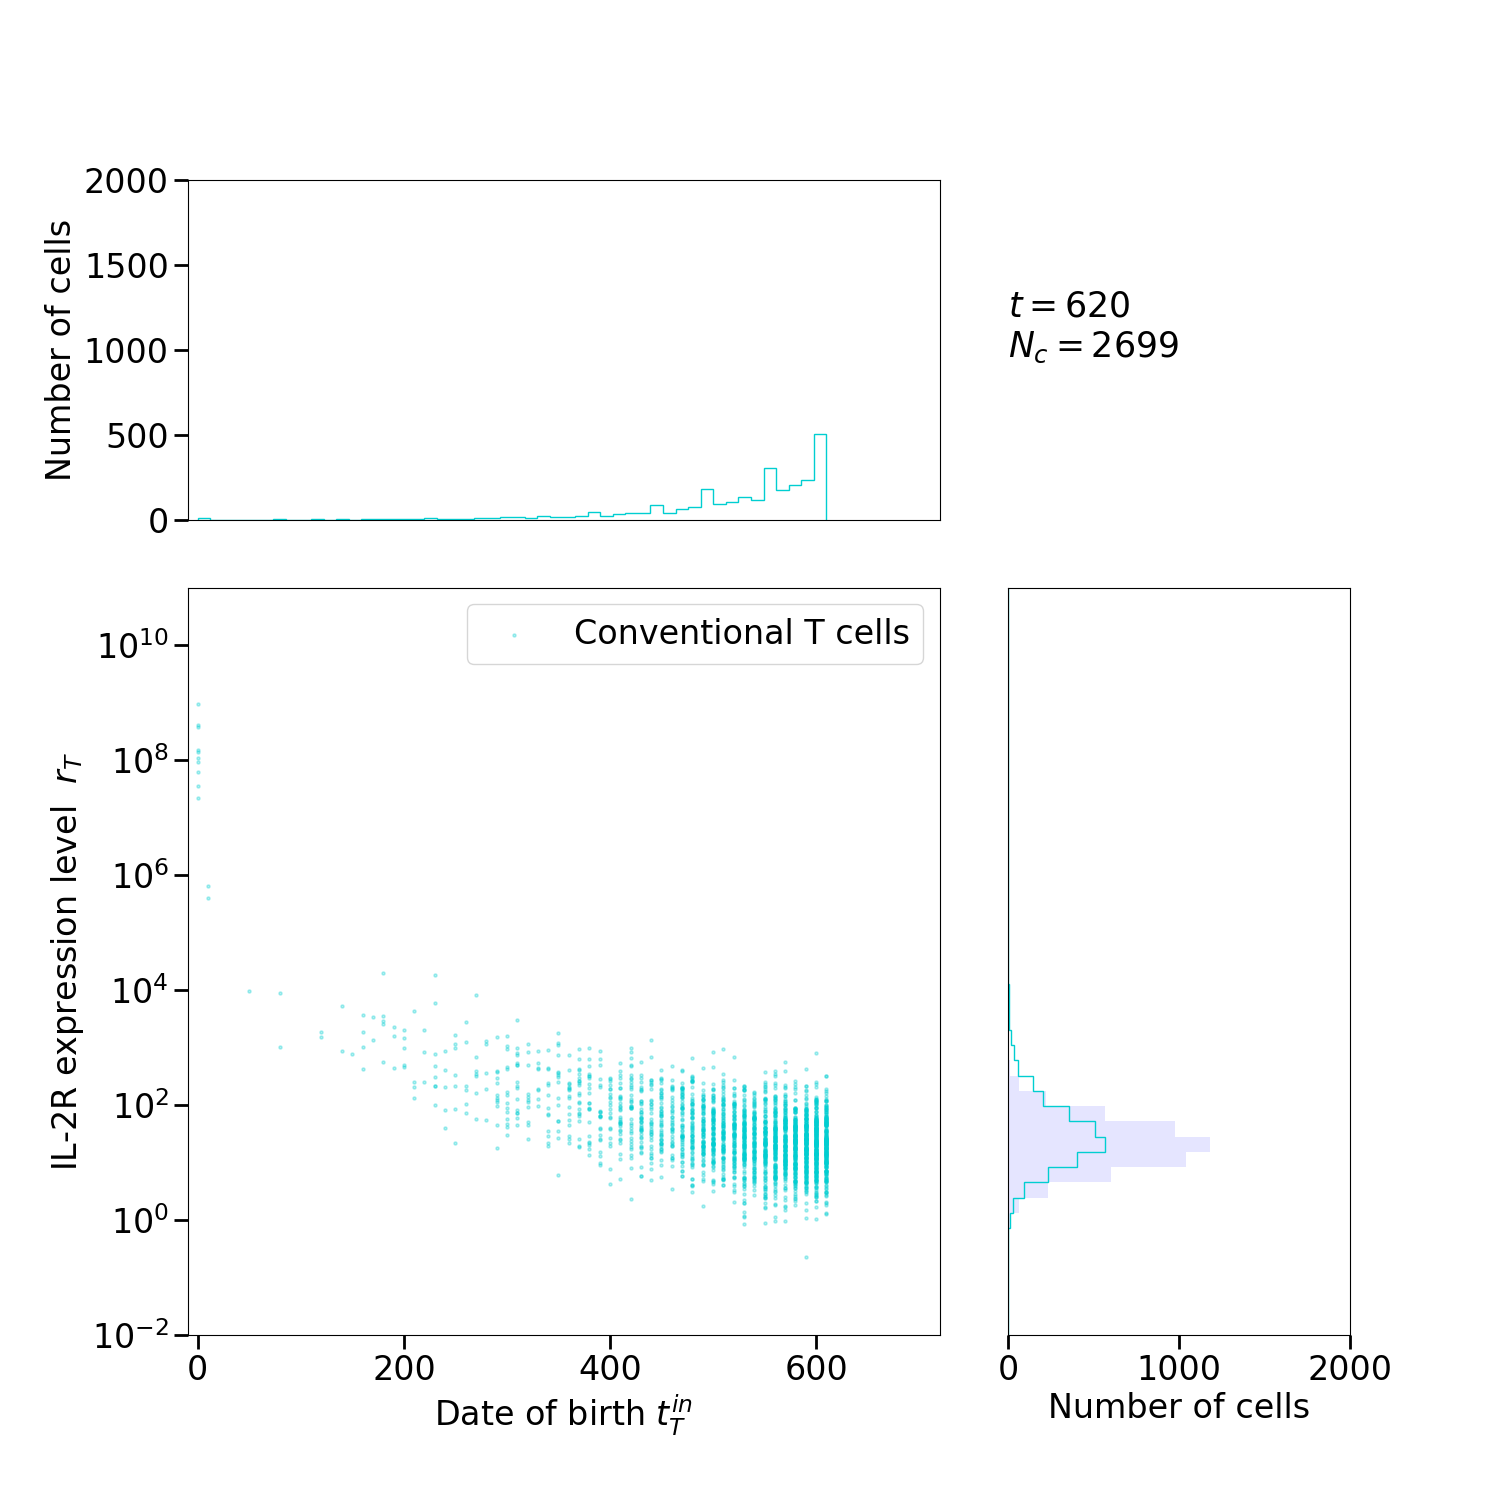 2000
1500
1000
500
0
Number of cells
t = 620
N_c = 2699
Conventional T cells
10^10
10^8
10^6
10^4
10^2
10^0
10^−2
IL-2R expression level r_T
0 200 400 600
Date of birth t_T^in
0 1000 2000
Number of cells